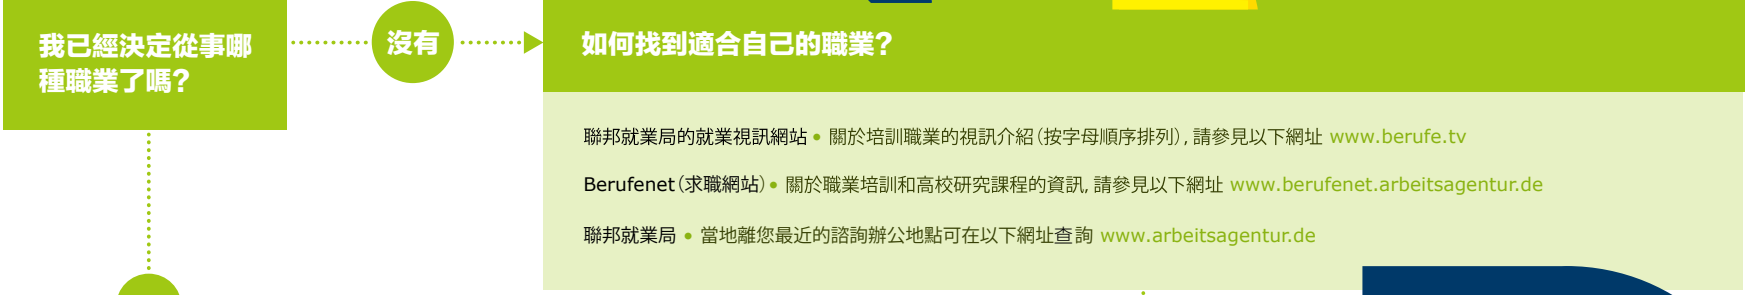 我已經決定從事哪
種職業了嗎?
沒有
如何找到適合自己的職業?
聯邦就業局的就業視訊網站 • 關於培訓職業的視訊介紹(按字母順序排列), 請參見以下網址 www.berufe.tv
Berufenet(求職網站) • 關於職業培訓和高校研究課程的資訊, 請參見以下網址 www.berufenet.arbeitsagentur.de
聯邦就業局 • 當地離您最近的諮詢辦公地點可在以下網址查詢 www.arbeitsagentur.de